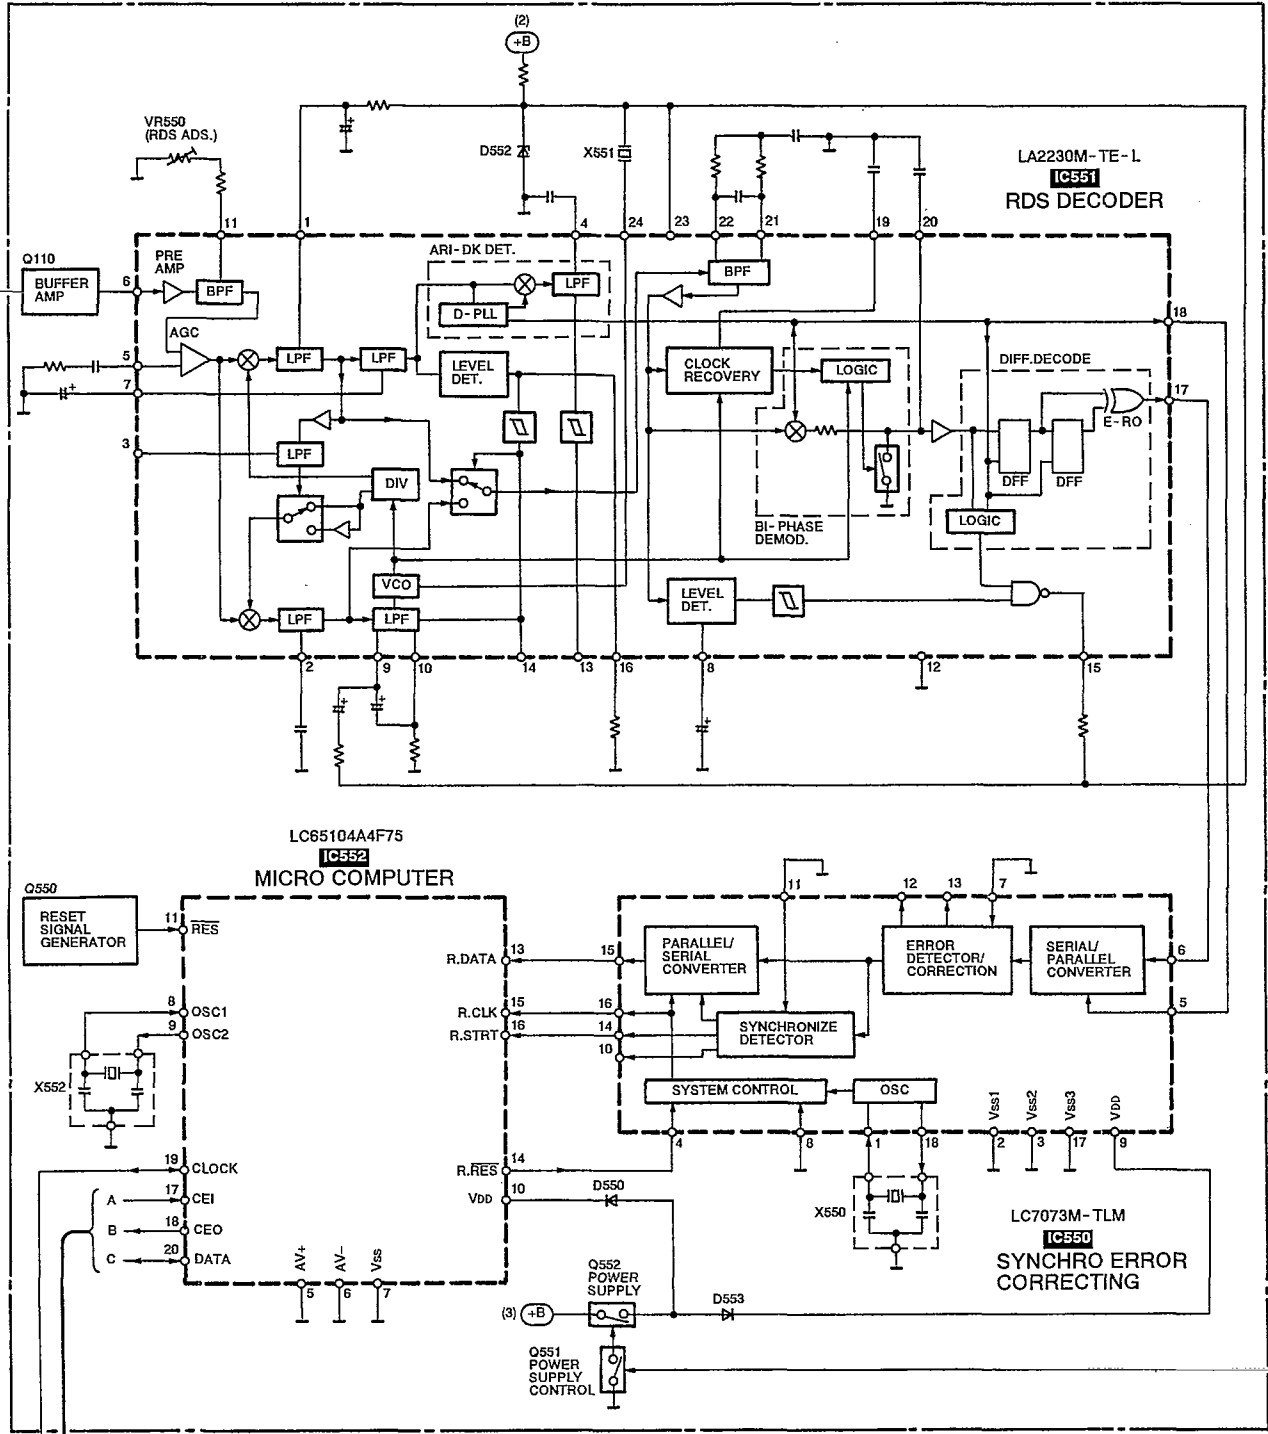 (2)
+B
VR550
(RDS ADS.)
D552
X551
LA2230M-TE-L
IC551
RDS DECODER
11
1
4
24
23
22
21
19
20
Q110
BUFFER
AMP
6
PRE
AMP
BPF
ARI-DK DET.
LPF
D-PLL
BPF
18
AGC
5
7
LPF
LPF
LEVEL
DET.
CLOCK
RECOVERY
LOGIC
DIFF.DECODE
17
E-RO
3
LPF
DIV
DFF
DFF
LOGIC
BI-PHASE
DEMOD.
VCO
LEVEL
DET.
LPF
LPF
2
9
10
14
13
16
8
12
15
LC65104A4F75
IC552
MICRO COMPUTER
Q550
RESET
SIGNAL
GENERATOR
11
RES
8
OSC1
9
OSC2
X552
19
CLOCK
A
17
CEI
B
18
CEO
C
20
DATA
AV+
AV-
Vss
5
6
7
R.DATA
13
R.CLK
15
R.STRT
16
R.RES
14
VDD
10
11
12
13
7
15
PARALLEL/
SERIAL
CONVERTER
ERROR
DETECTOR/
CORRECTION
SERIAL/
PARALLEL
CONVERTER
6
5
16
14
10
SYNCHRONIZE
DETECTOR
SYSTEM CONTROL
OSC
Vss1
Vss2
Vss3
VDD
4
8
1
18
2
3
17
9
D550
X550
LC7073M-TLM
IC550
SYNCHRO ERROR
CORRECTING
Q552
POWER
SUPPLY
(3)
+B
D553
Q551
POWER
SUPPLY
CONTROL